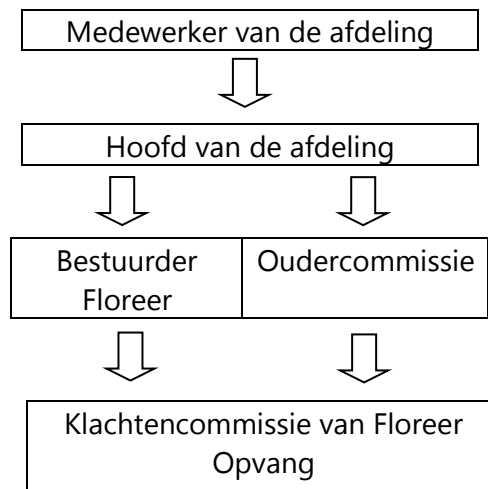 Medewerker van de afdeling
Hoofd van de afdeling
Bestuurder
Floreer
Oudercommissie
Klachtencommissie van Floreer
Opvang